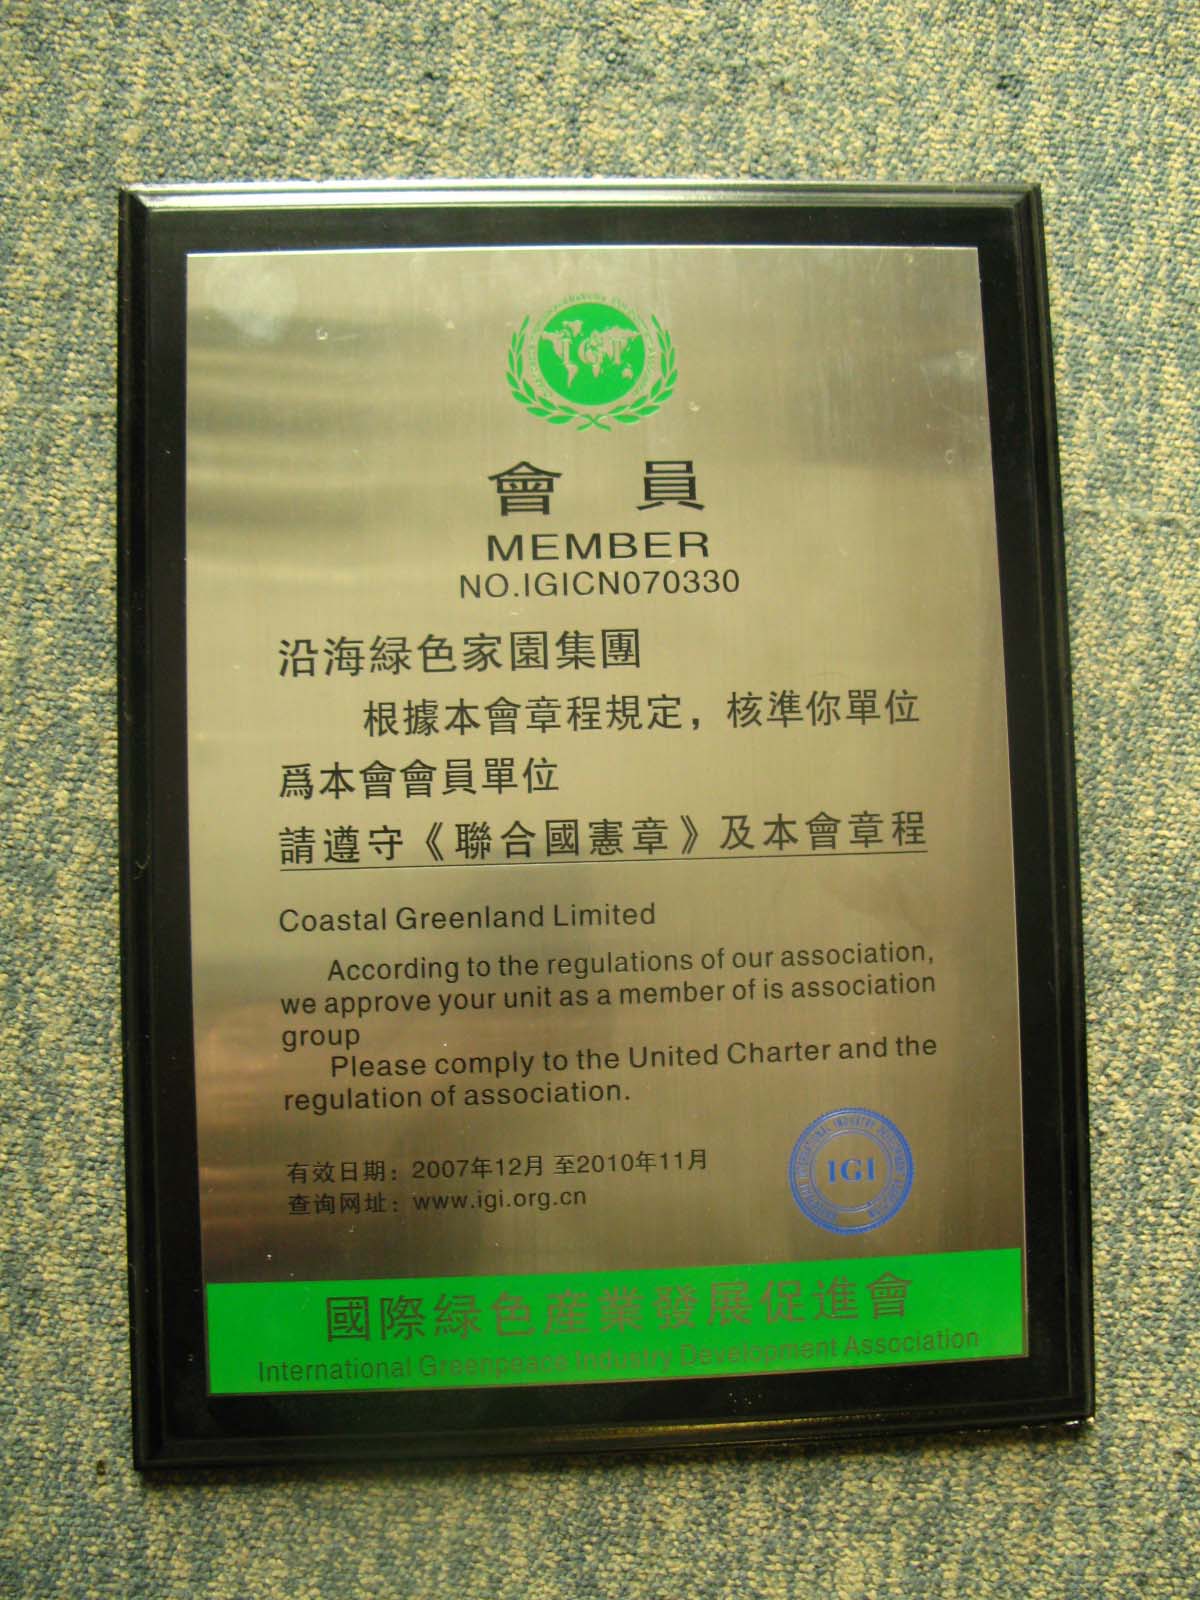 IGI
會 員
MEMBER
NO.IGICN070330
沿海綠色家園集團
根據本會章程規定，核準你單位
爲本會會員單位
請遵守《聯合國憲章》及本會章程
Coastal Greenland Limited
According to the regulations of our association,
we approve your unit as a member of is association
group
Please comply to the United Charter and the
regulation of association.
有效日期：2007年12月 至2010年11月
查询网址：www.igi.org.cn
IGI
國際緑色産業發展促進會
International Greenpeace Industry Development Association